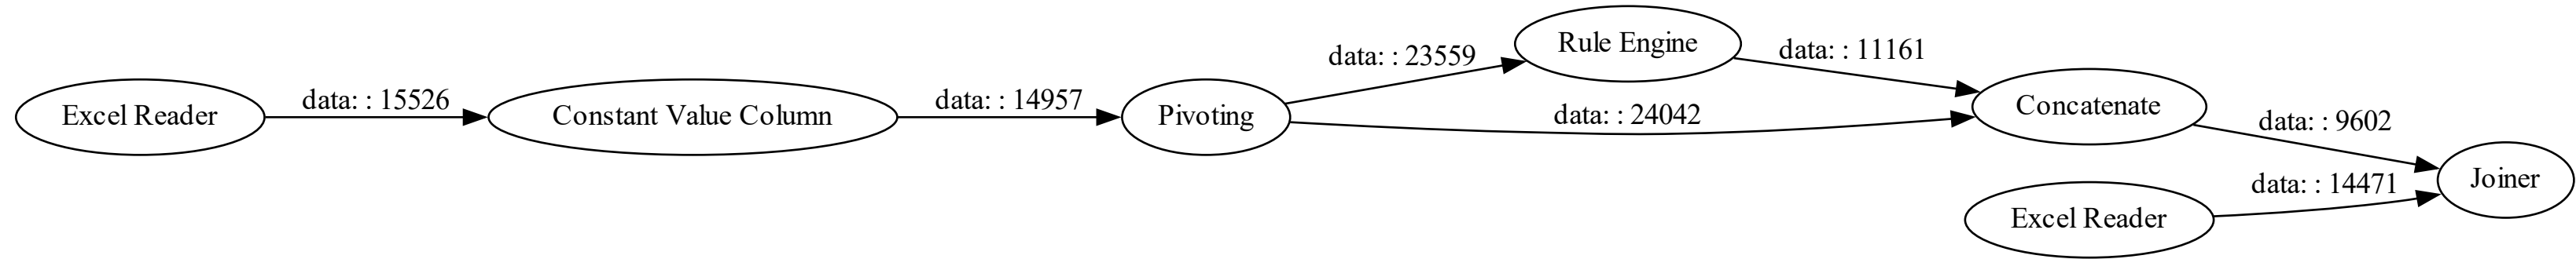 Excel Reader
data: : 15526
Constant Value Column
data: : 14957
Pivoting
data: : 23559
Rule Engine
data: : 11161
data: : 24042
Concatenate
data: : 9602
Excel Reader
data: : 14471
Joiner